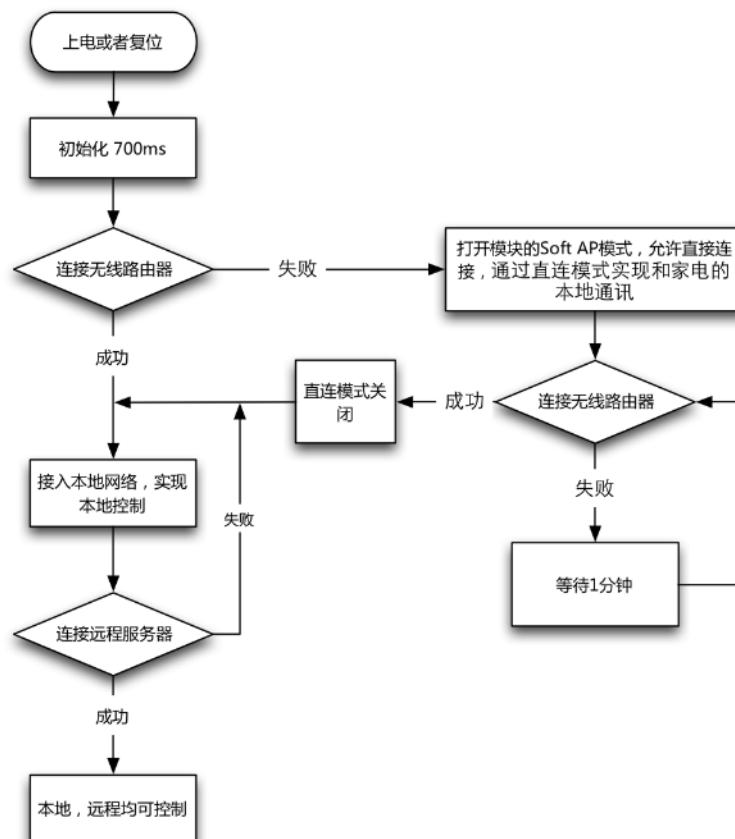 上电或者复位
初始化 700ms
连接无线路由器
失败
打开模块的Soft AP模式，允许直接连
接，通过直连模式实现和家电的
本地通讯
成功
直连模式关
闭
成功
连接无线路由器
失败
接入本地网络，实现
本地控制
失败
等待1分钟
连接远程服务器
成功
本地，远程均可控制